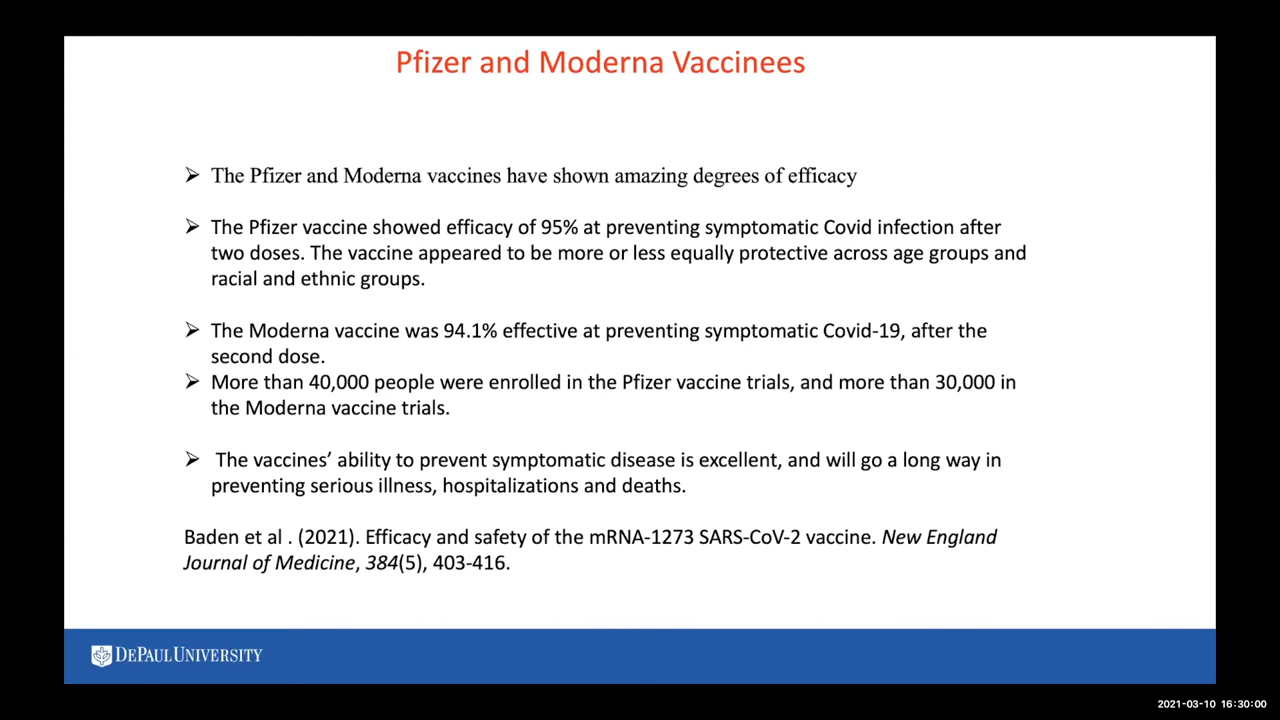 Pfizer and Moderna Vaccinees
➢ The Pfizer and Moderna vaccines have shown amazing degrees of efficacy
➢ The Pfizer vaccine showed efficacy of 95% at preventing symptomatic Covid infection after
two doses. The vaccine appeared to be more or less equally protective across age groups and
racial and ethnic groups.
➢ The Moderna vaccine was 94.1% effective at preventing symptomatic Covid-19, after the
second dose.
➢ More than 40,000 people were enrolled in the Pfizer vaccine trials, and more than 30,000 in
the Moderna vaccine trials.
➢ The vaccines’ ability to prevent symptomatic disease is excellent, and will go a long way in
preventing serious illness, hospitalizations and deaths.
Baden et al . (2021). Efficacy and safety of the mRNA-1273 SARS-CoV-2 vaccine. New England
Journal of Medicine, 384(5), 403-416.
DEPAUL UNIVERSITY
2021-03-10 16:30:00